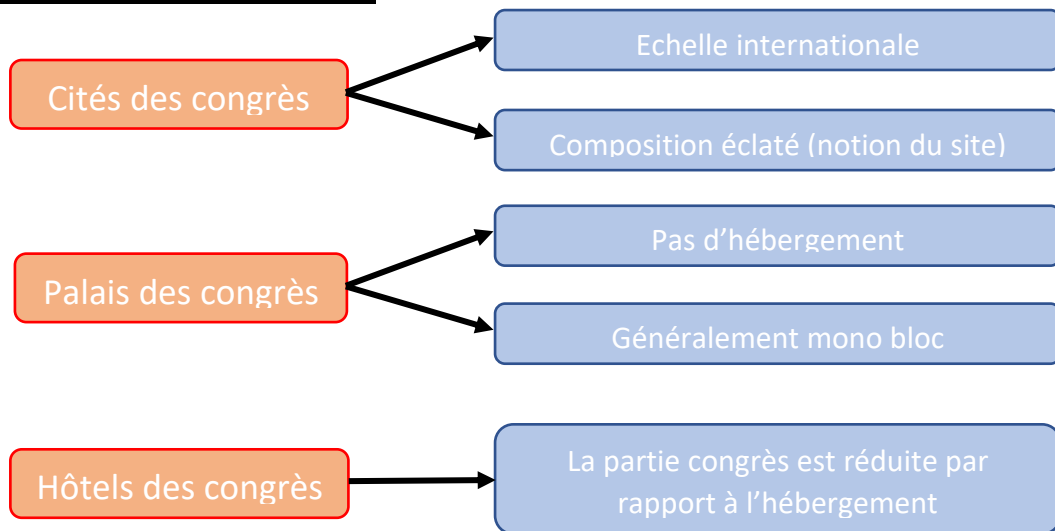 Cités des congrès
Echelle internationale
Composition éclaté (notion du site)
Palais des congrès
Pas d’hébergement
Généralement mono bloc
Hôtels des congrès
La partie congrès est réduite par
rapport à l’hébergement